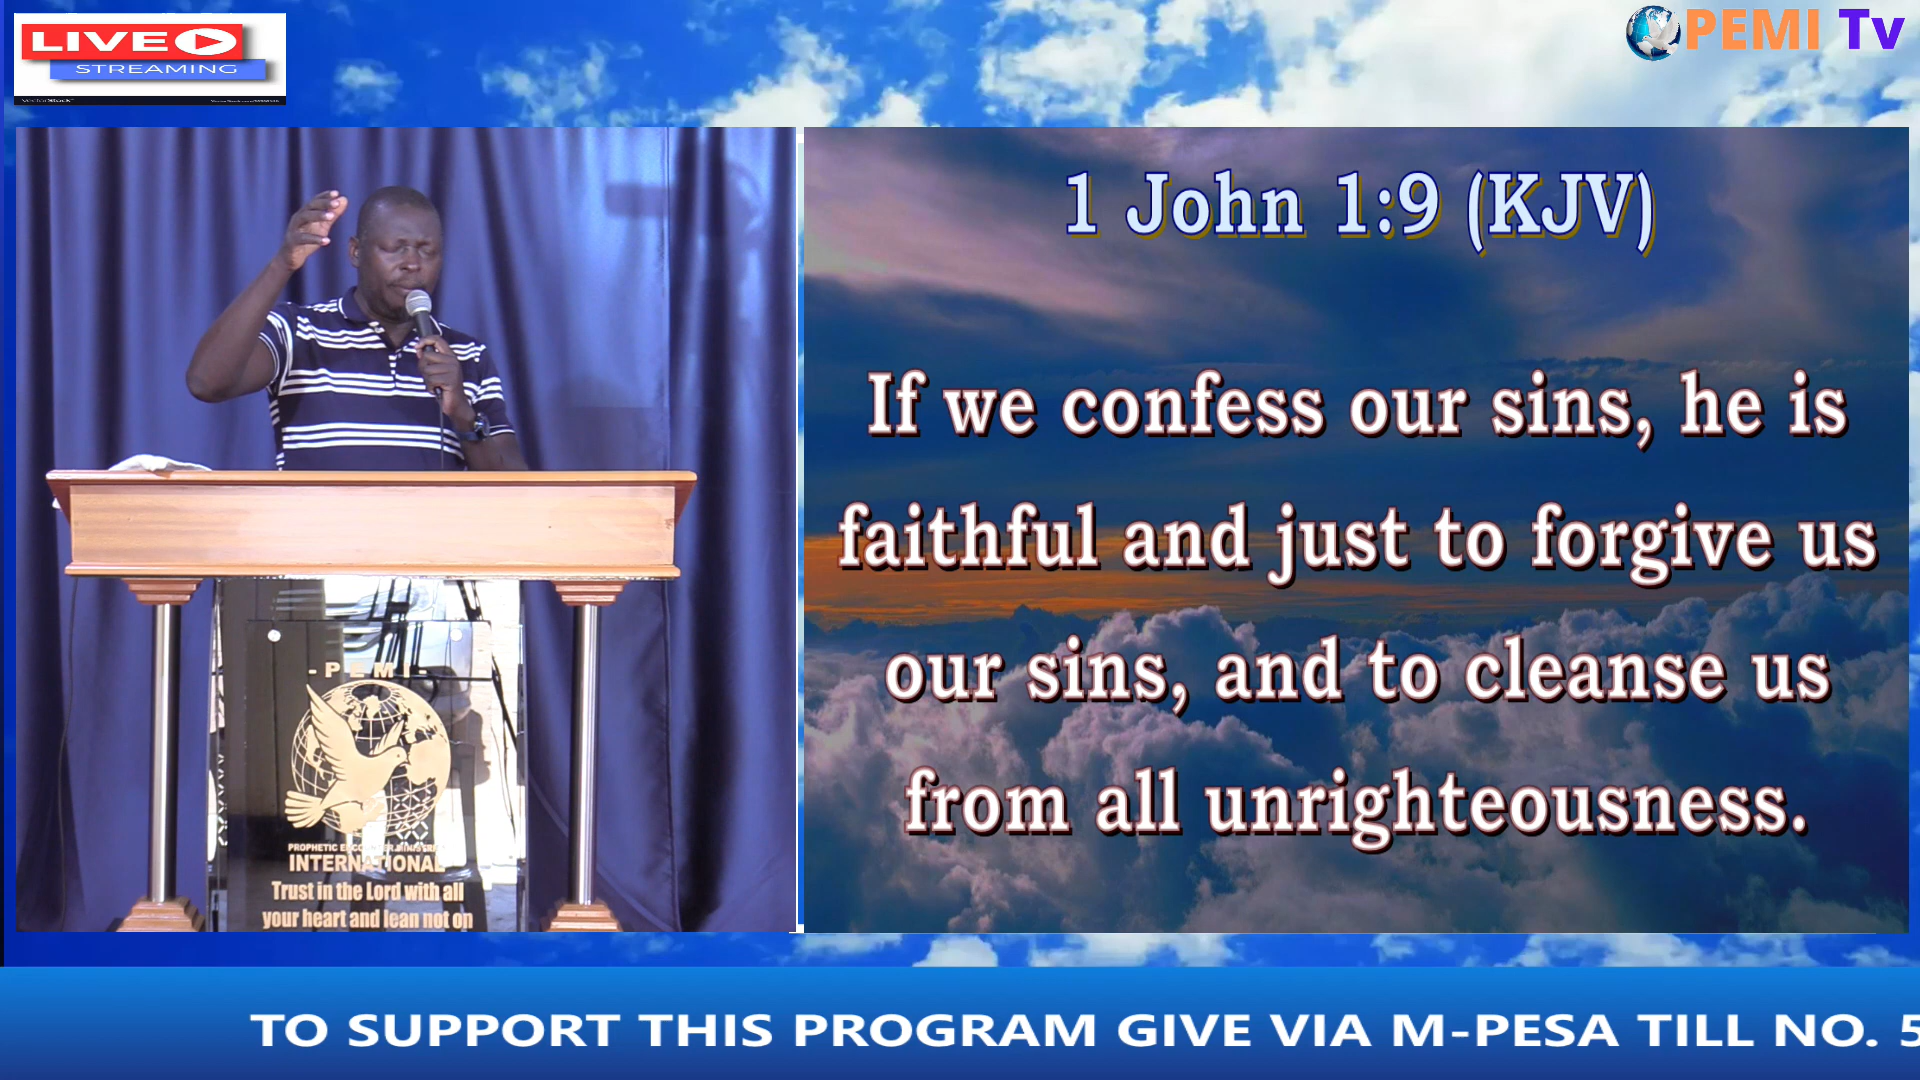 LIVE
STREAMING
PEMI Tv
1 John 1:9 (KJV)
If we confess our sins, he is
faithful and just to forgive us
our sins, and to cleanse us
from all unrighteousness.
- P E M I -
INTERNATIONAL
Trust in the Lord with all
your heart and lean not on
TO SUPPORT THIS PROGRAM GIVE VIA M-PESA TILL NO. 5